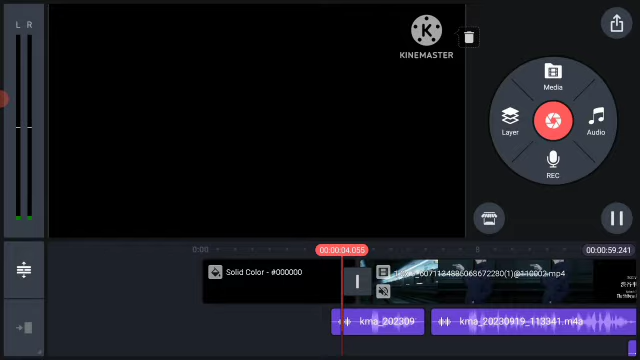 L R
KINEMASTER
Media
Layer
Audio
REC
0:00
00:00:04.055
00:00:59.241
Solid Color - #000000
kma_202309
kma_20230919_113341.m4a